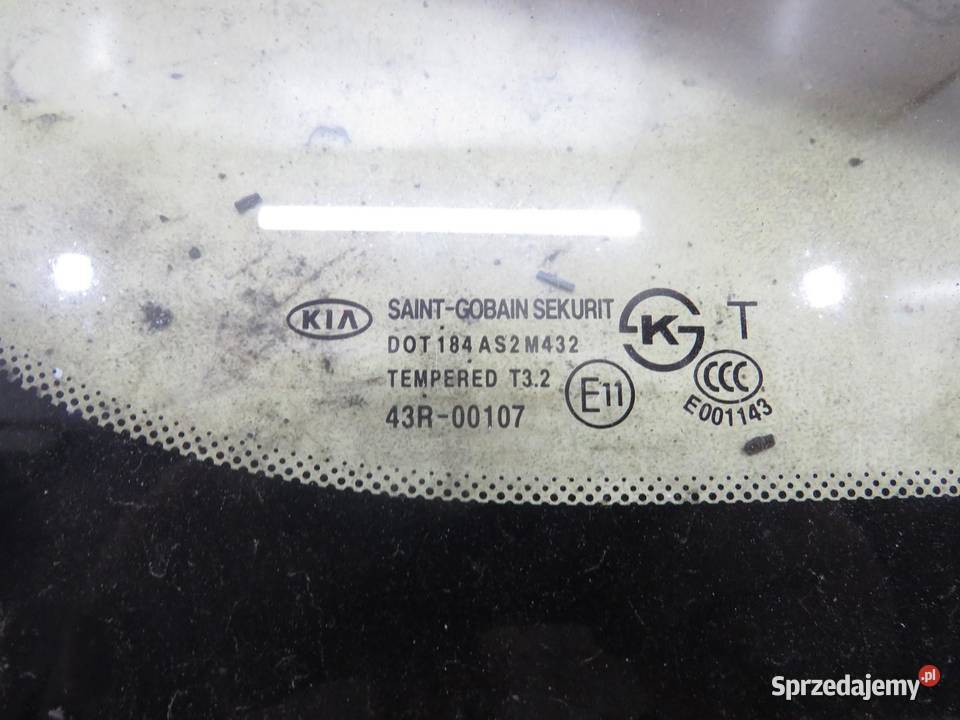 KIA
SAINT-GOBAIN SEKURIT
DOT 184 AS2 M432
TEMPERED T3.2
43R-00107
E11
K
T
CCC
E001143
Sprzedajemy.pl